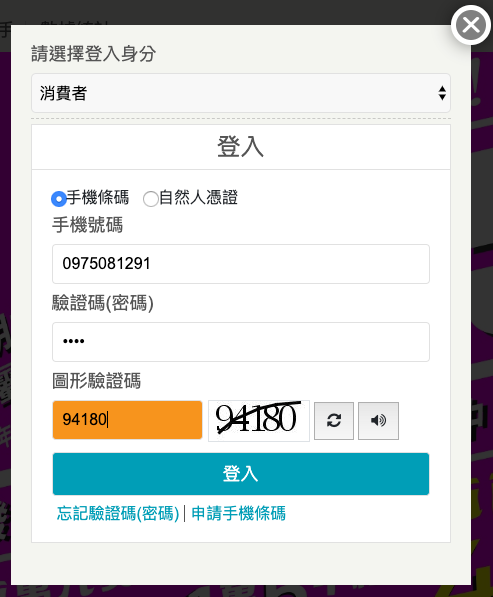 請選擇登入身分
消費者
登入
手機條碼 自然人憑證
手機號碼
0975081291
驗證碼(密碼)
••••
圖形驗證碼
94180 94180
登入
忘記驗證碼(密碼) | 申請手機條碼